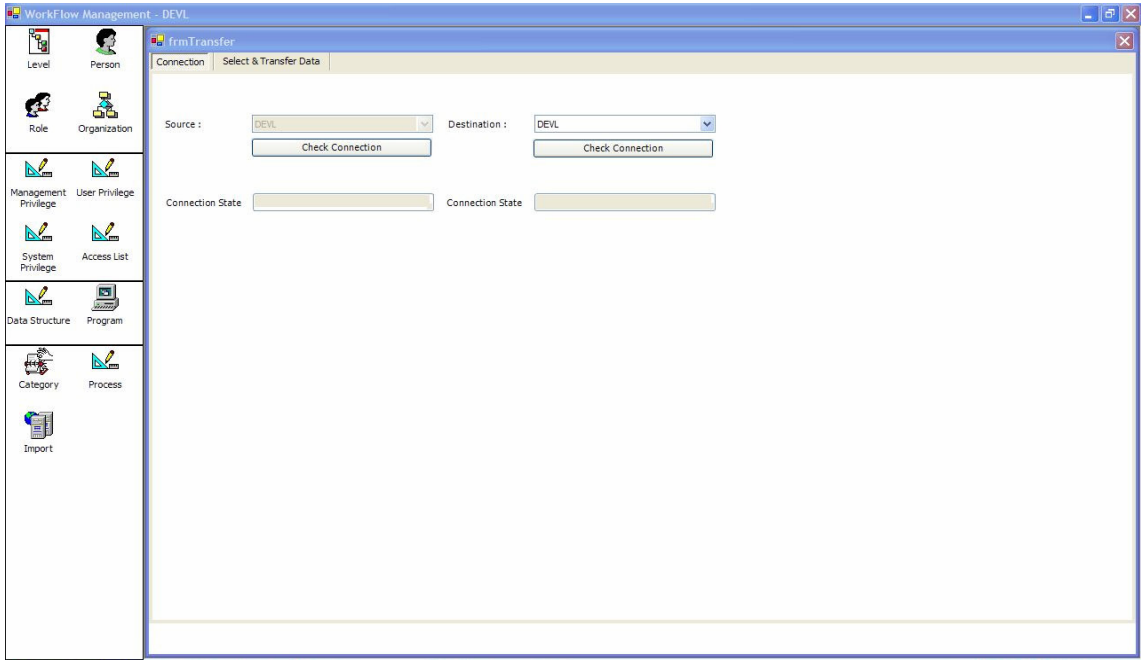 WorkFlow Management - DEVL
Level Person
Role Organization
Management Privilege User Privilege
System Privilege Access List
Data Structure Program
Category Process
Import
frmTransfer
Connection Select & Transfer Data
Source : DEVL Destination : DEVL
Check Connection Check Connection
Connection State Connection State